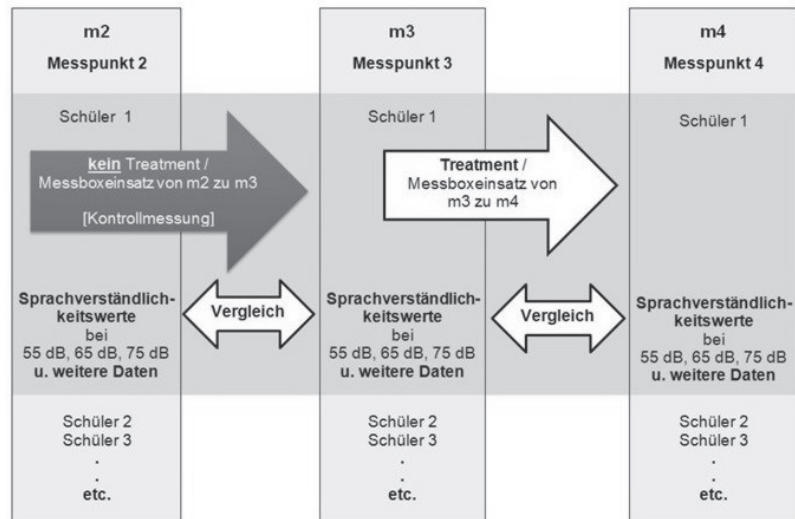 m2
Messpunkt 2
m3
Messpunkt 3
m4
Messpunkt 4
Schüler 1
Schüler 1
Schüler 1
kein Treatment /
Messboxeinsatz von m2 zu m3
[Kontrollmessung]
Treatment /
Messboxeinsatz von
m3 zu m4
Sprachverständlich-
keitswerte
bei
55 dB, 65 dB, 75 dB
u. weitere Daten
Vergleich
Sprachverständlich-
keitswerte
bei
55 dB, 65 dB, 75 dB
u. weitere Daten
Vergleich
Sprachverständlich-
keitswerte
bei
55 dB, 65 dB, 75 dB
u. weitere Daten
Schüler 2
Schüler 3
.
.
etc.
Schüler 2
Schüler 3
.
.
etc.
Schüler 2
Schüler 3
.
.
etc.